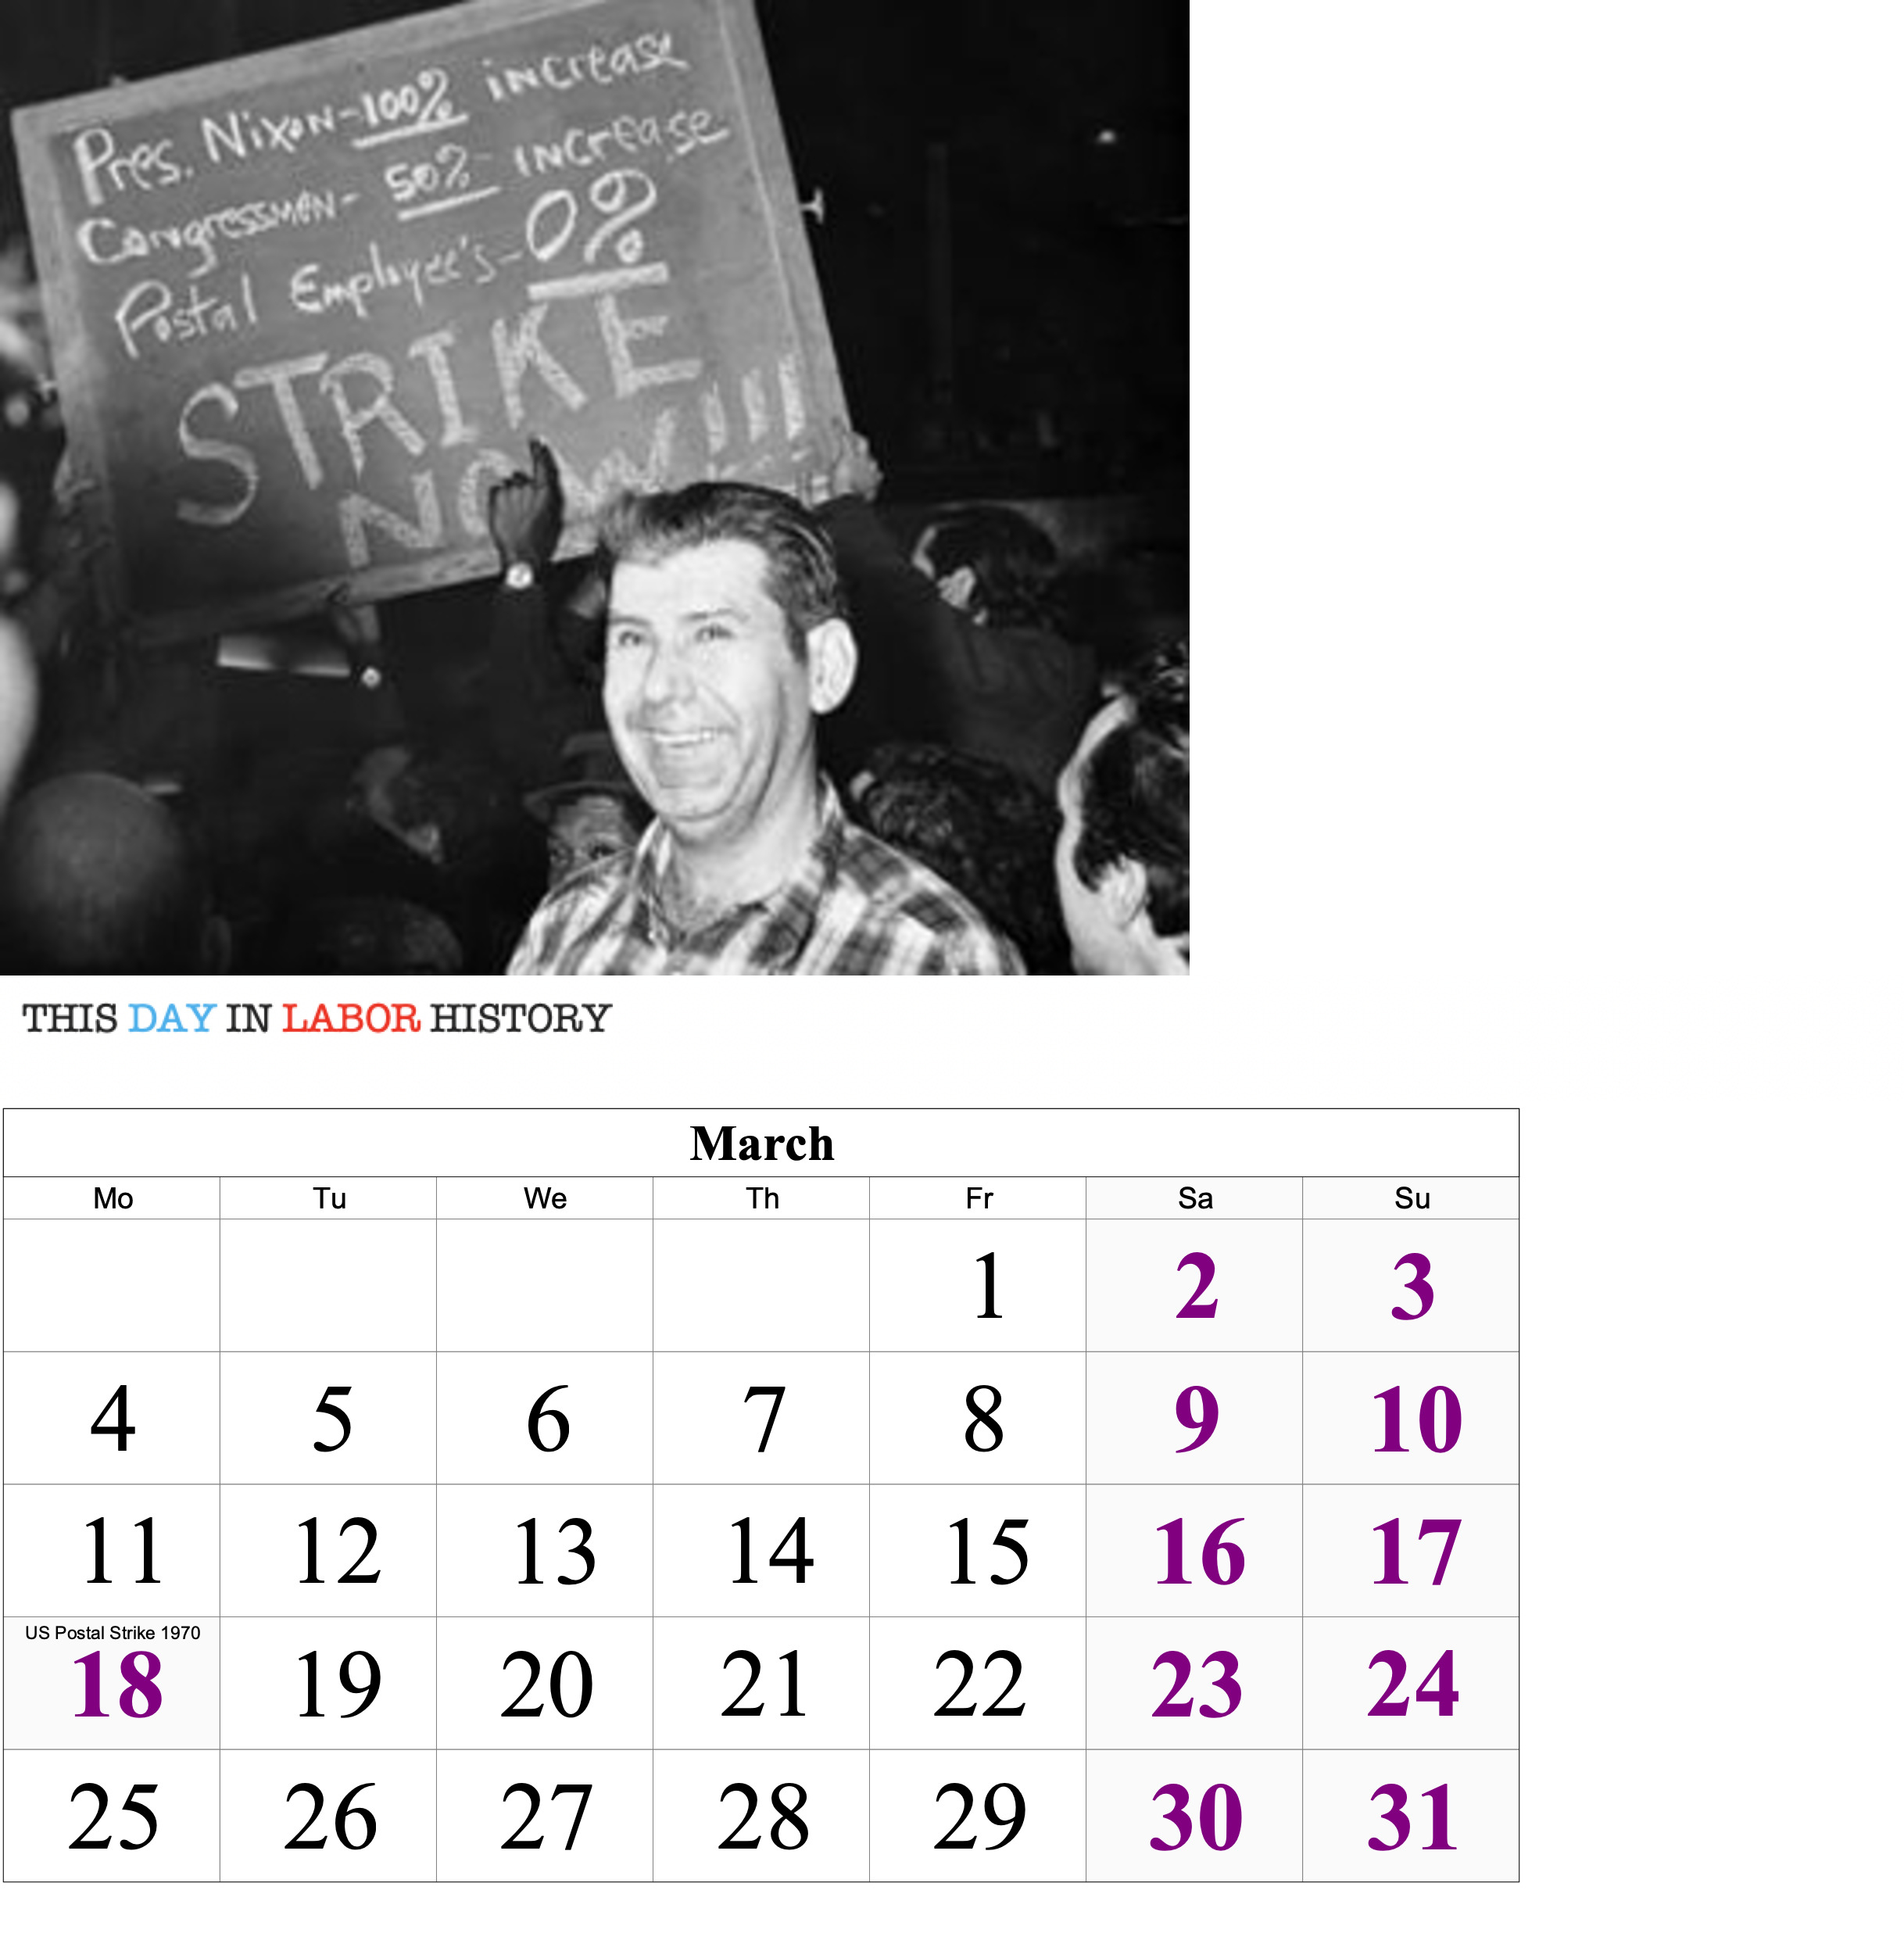 Pres. Nixon-100% increase
Congressmen- 50% increase
Postal Employee's-0%
STRIKE
NOW!!!
THIS DAY IN LABOR HISTORY
March
Mo Tu We Th Fr Sa Su
1 2 3
4 5 6 7 8 9 10
11 12 13 14 15 16 17
US Postal Strike 1970
18 19 20 21 22 23 24
25 26 27 28 29 30 31